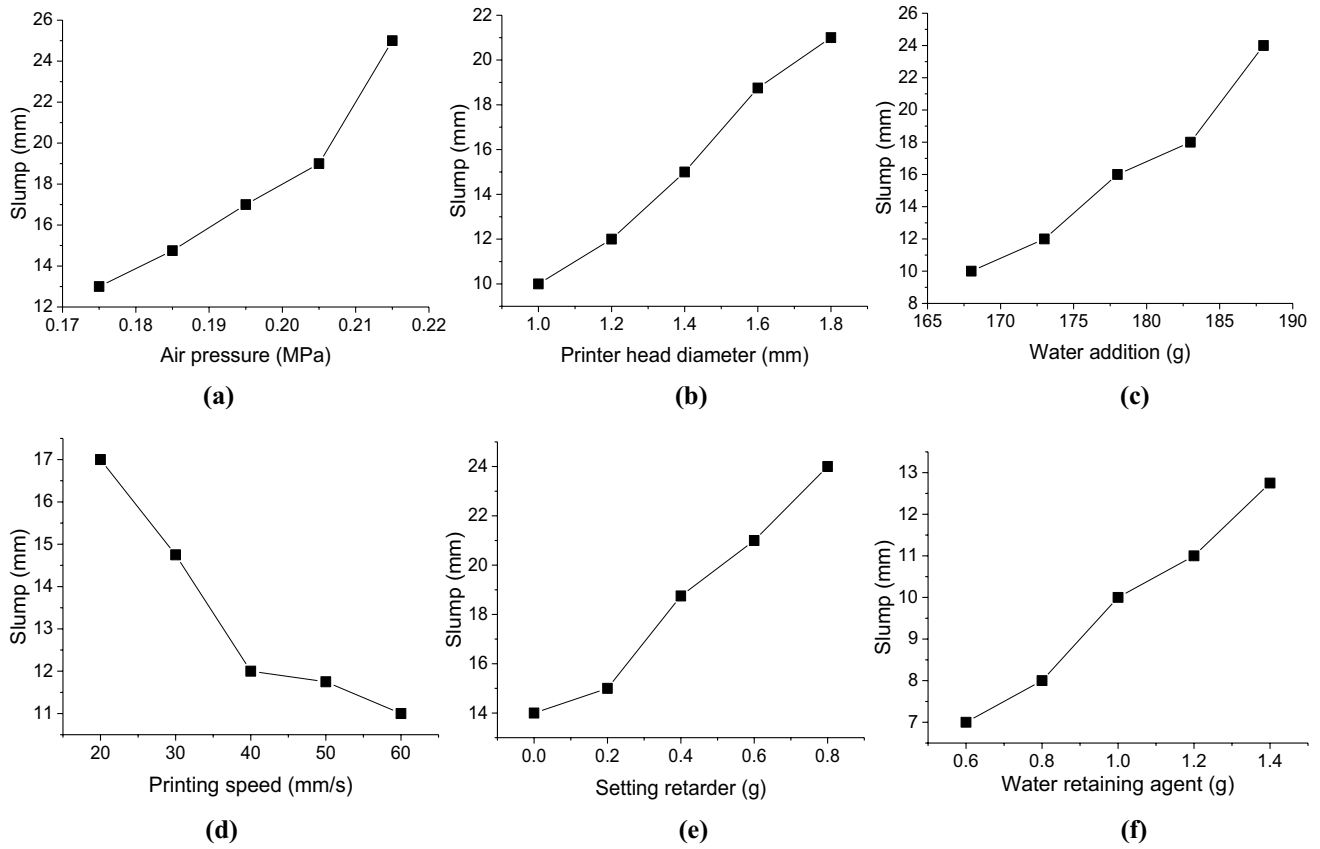 26
24
22
20
18
16
14
12
Slump (mm)
0.17 0.18 0.19 0.20 0.21 0.22
Air pressure (MPa)
(a)
22
20
18
16
14
12
10
Slump (mm)
1.0 1.2 1.4 1.6 1.8
Printer head diameter (mm)
(b)
26
24
22
20
18
16
14
12
10
8
Slump (mm)
165 170 175 180 185 190
Water addition (g)
(c)
17
16
15
14
13
12
11
Slump (mm)
20 30 40 50 60
Printing speed (mm/s)
(d)
24
22
20
18
16
14
Slump (mm)
0.0 0.2 0.4 0.6 0.8
Setting retarder (g)
(e)
13
12
11
10
9
8
7
Slump (mm)
0.6 0.8 1.0 1.2 1.4
Water retaining agent (g)
(f)